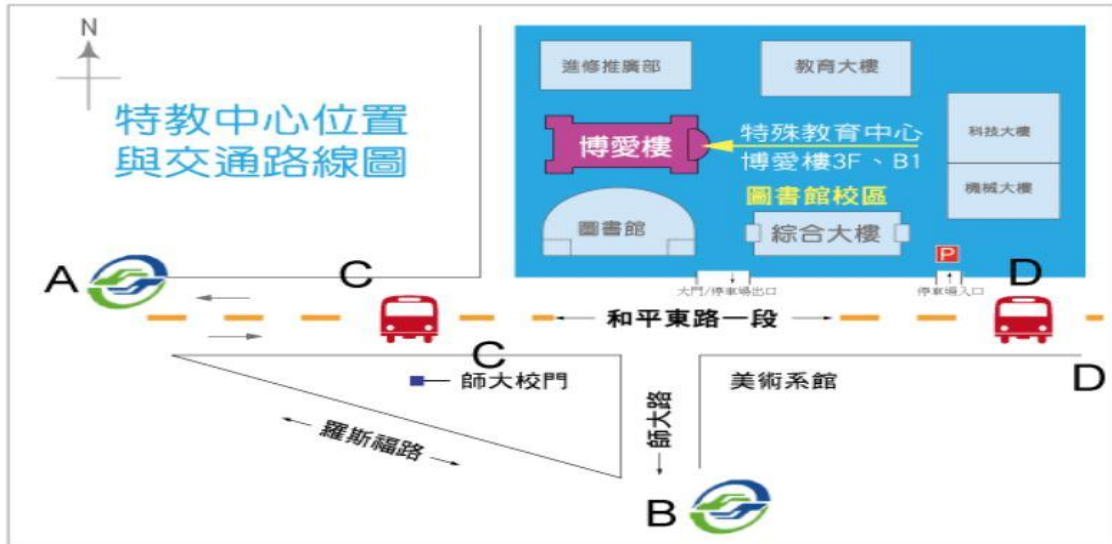 N
特教中心位置
與交通路線圖
進修推廣部
教育大樓
博愛樓
特殊教育中心
博愛樓3F、B1
科技大樓
圖書館校區
機械大樓
圖書館
綜合大樓
P
A
C
D
大門/停車場出口
停車場入口
和平東路一段
C
師大校門
美術系館
D
羅斯福路
師大路
B